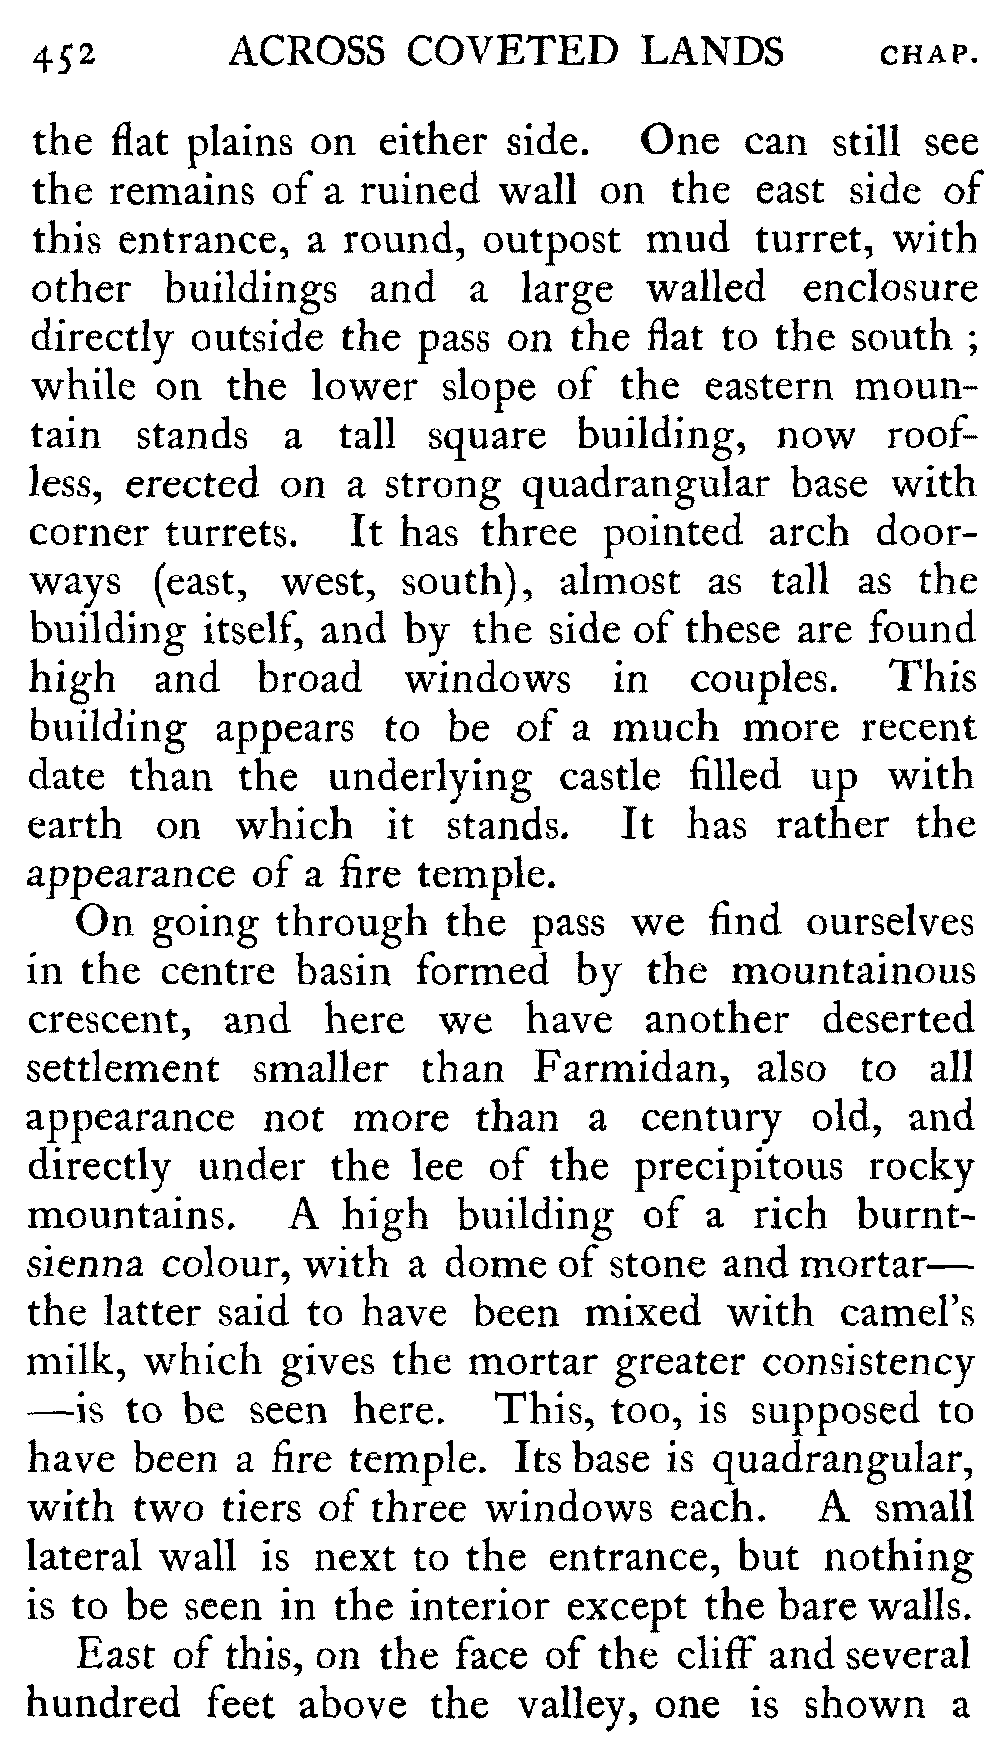 452 ACROSS COVETED LANDS CHAP.
the flat plains on either side. One can still see
the remains of a ruined wall on the east side of
this entrance, a round, outpost mud turret, with
other buildings and a large walled enclosure
directly outside the pass on the flat to the south ;
while on the lower slope of the eastern moun-
tain stands a tall square building, now roof-
less, erected on a strong quadrangular base with
corner turrets. It has three pointed arch door-
ways (east, west, south), almost as tall as the
building itself, and by the side of these are found
high and broad windows in couples. This
building appears to be of a much more recent
date than the underlying castle filled up with
earth on which it stands. It has rather the
appearance of a fire temple.
On going through the pass we find ourselves
in the centre basin formed by the mountainous
crescent, and here we have another deserted
settlement smaller than Farmidan, also to all
appearance not more than a century old, and
directly under the lee of the precipitous rocky
mountains. A high building of a rich burnt-
sienna colour, with a dome of stone and mortar—
the latter said to have been mixed with camel's
milk, which gives the mortar greater consistency
—is to be seen here. This, too, is supposed to
have been a fire temple. Its base is quadrangular,
with two tiers of three windows each. A small
lateral wall is next to the entrance, but nothing
is to be seen in the interior except the bare walls.
East of this, on the face of the cliff and several
hundred feet above the valley, one is shown a